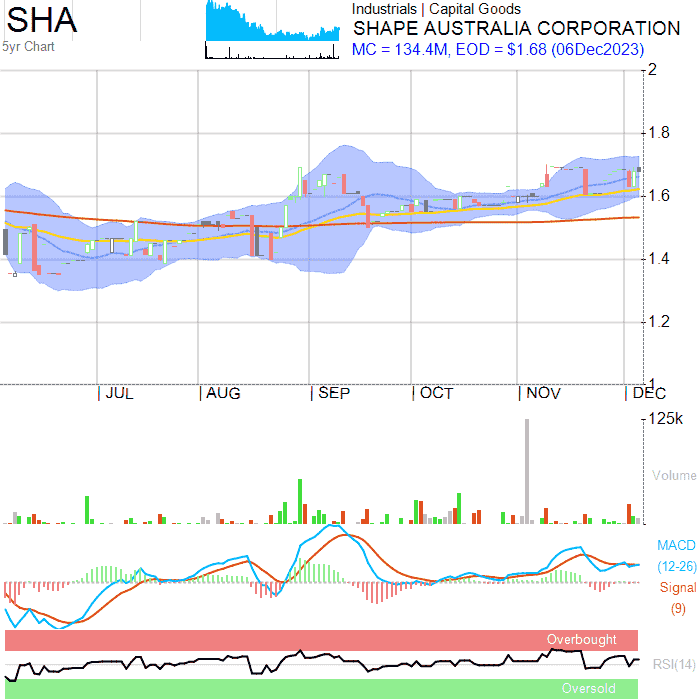 SHA
5yr Chart
Industrials | Capital Goods
SHAPE AUSTRALIA CORPORATION
MC = 134.4M, EOD = $1.68 (06Dec2023)
2
1.8
1.6
1.4
1.2
1
JUL AUG SEP OCT NOV DEC
125k
Volume
MACD
(12-26)
Signal
(9)
Overbought
RSI(14)
Oversold